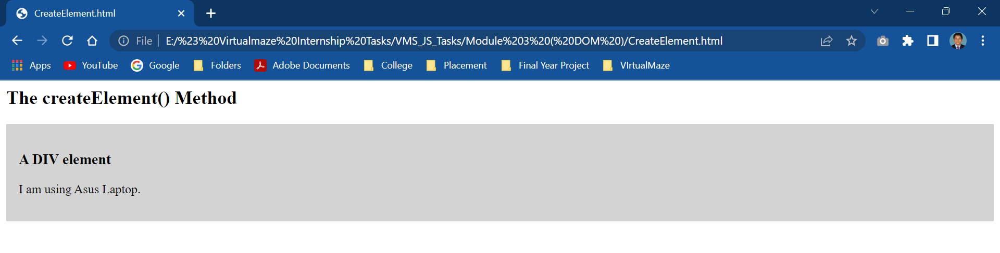 CreateElement.html
File E:/%23%20Virtualmaze%20Internship%20Tasks/VMS_JS_Tasks/Module%203%20(%20DOM%20)/CreateElement.html
Apps YouTube Google Folders Adobe Documents College Placement Final Year Project VIrtualMaze
The createElement() Method
A DIV element
I am using Asus Laptop.